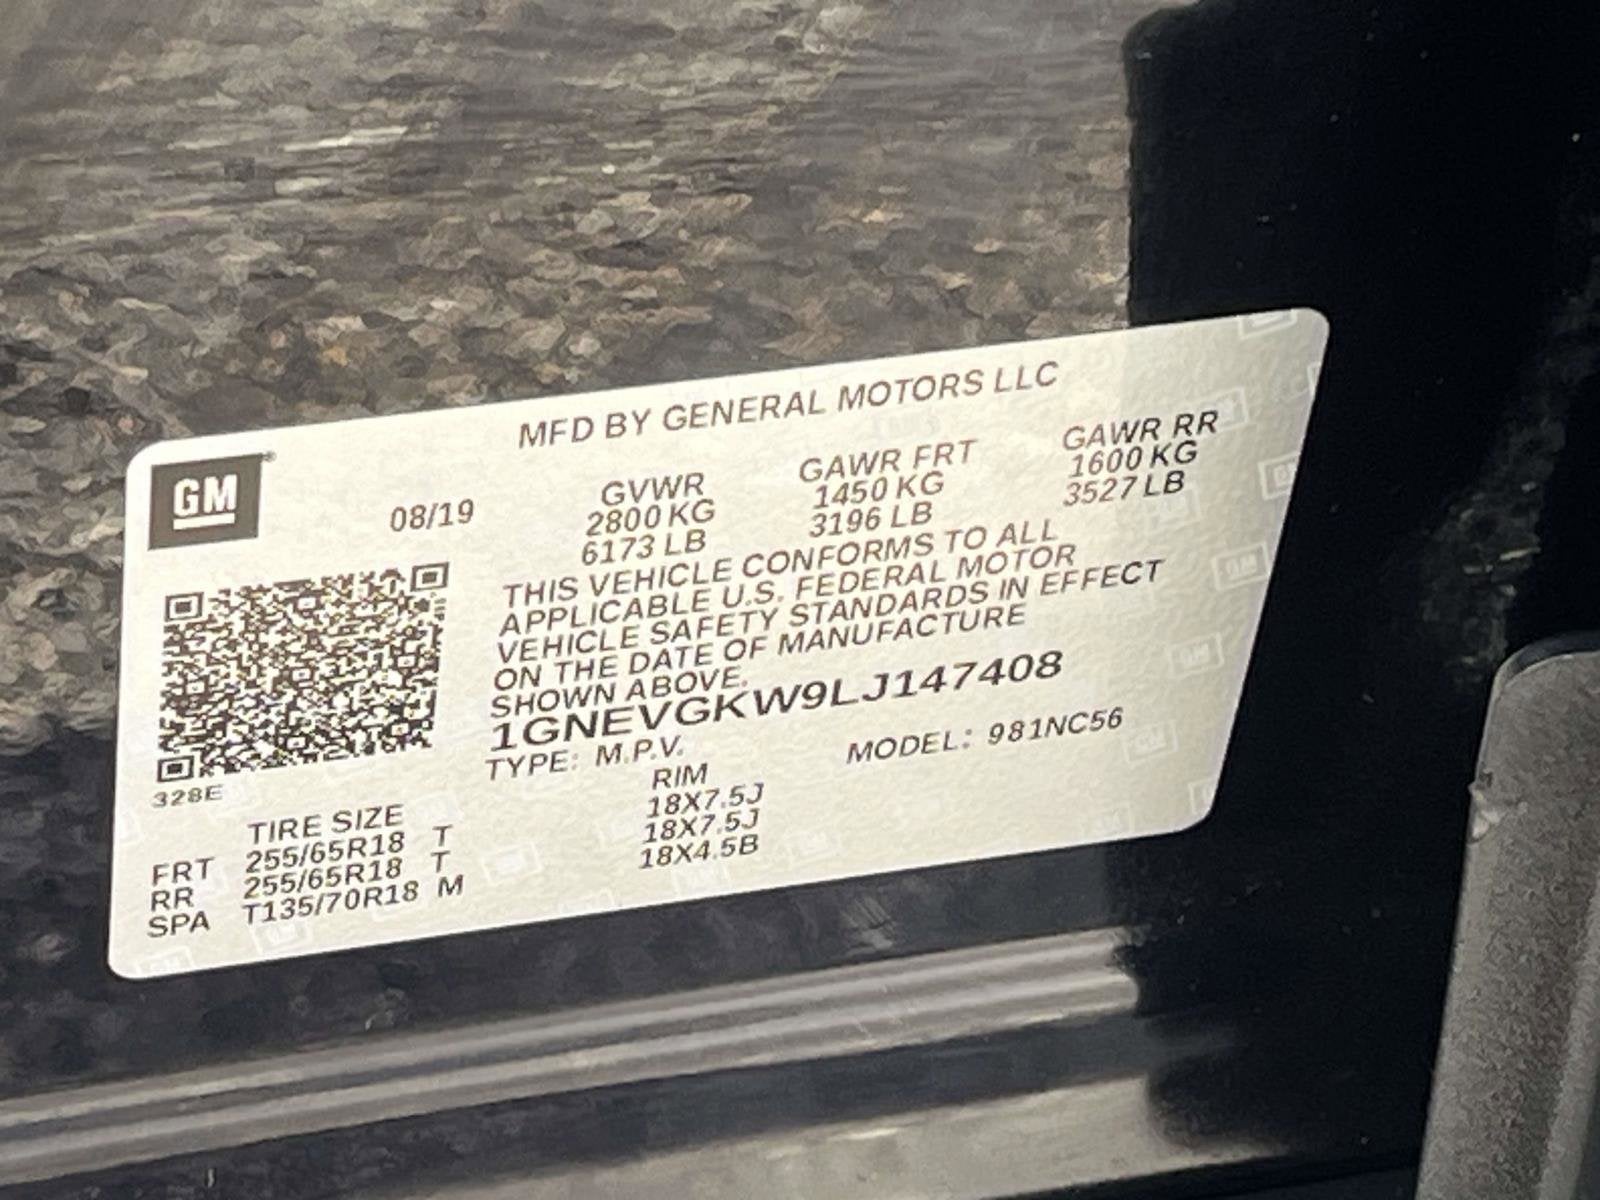 MFD BY GENERAL MOTORS LLC
GM
08/19
GVWR GAWR FRT GAWR RR
2800 KG 1450 KG 1600 KG
6173 LB 3196 LB 3527 LB
THIS VEHICLE CONFORMS TO ALL
APPLICABLE U.S. FEDERAL MOTOR
VEHICLE SAFETY STANDARDS IN EFFECT
ON THE DATE OF MANUFACTURE
SHOWN ABOVE.
1GNEVGKW9LJ147408
TYPE: M.P.V. MODEL: 981NC56
328E
TIRE SIZE RIM
FRT 255/65R18 T 18X7.5J
RR 255/65R18 T 18X7.5J
SPA T135/70R18 M 18X4.5B